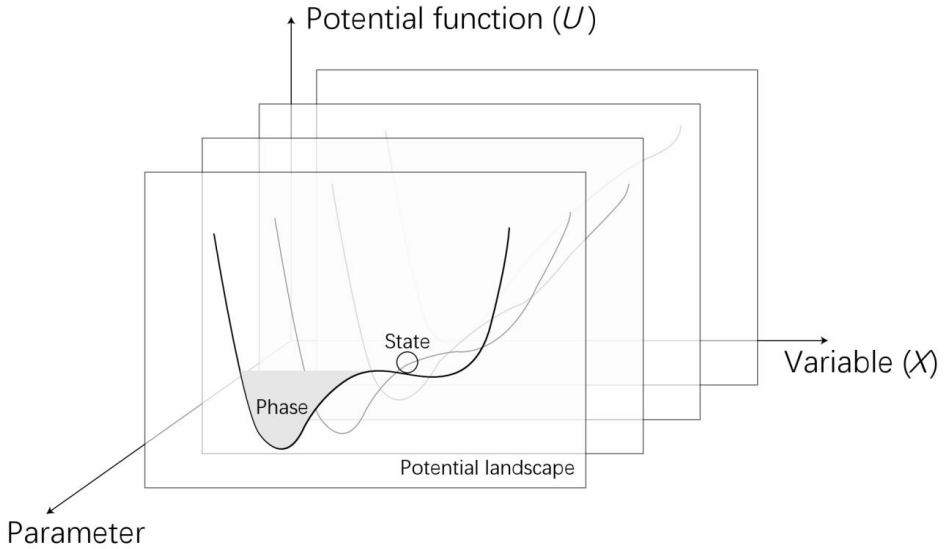 Potential function (U)
State
Variable (X)
Phase
Potential landscape
Parameter